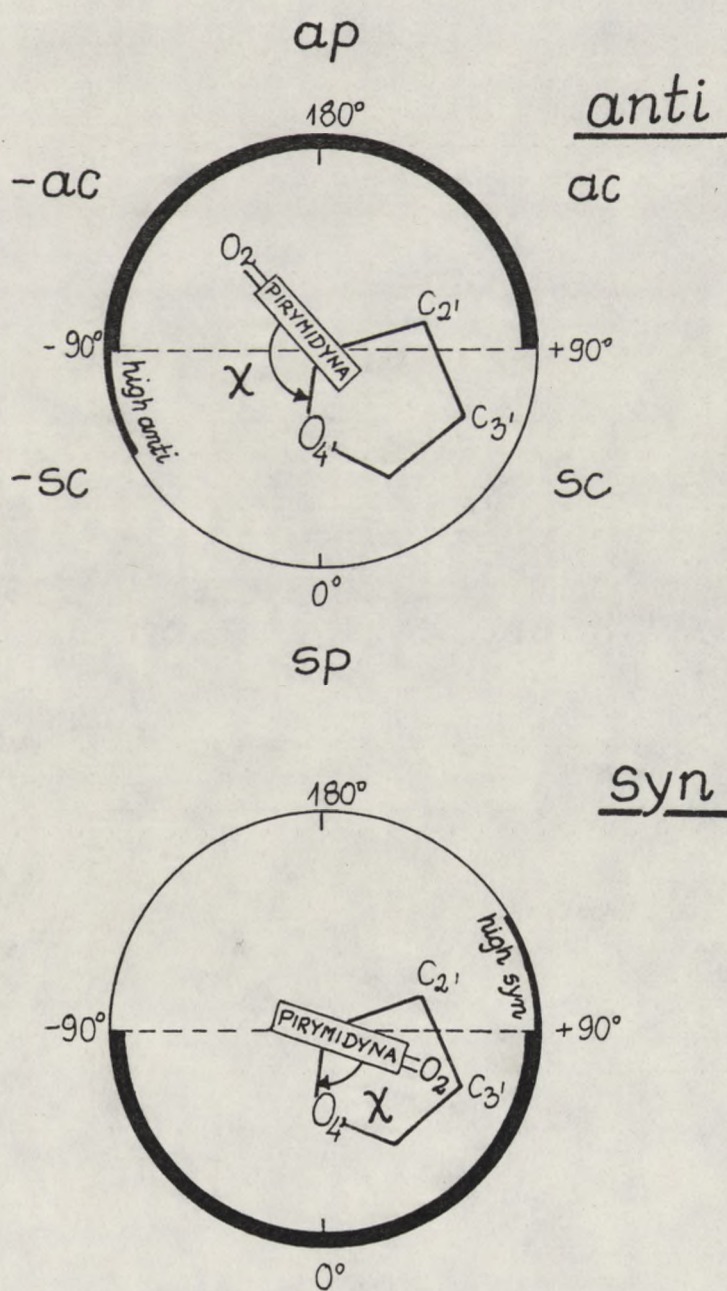 ap
180°
anti
-ac
ac
O2
PIRYMIDYNA
C2'
-90°
+90°
high anti
χ
C3'
O4'
-sc
sc
0°
sp
180°
syn
high syn
C2'
-90°
+90°
PIRYMIDYNA
O2
C3'
χ
O4'
0°